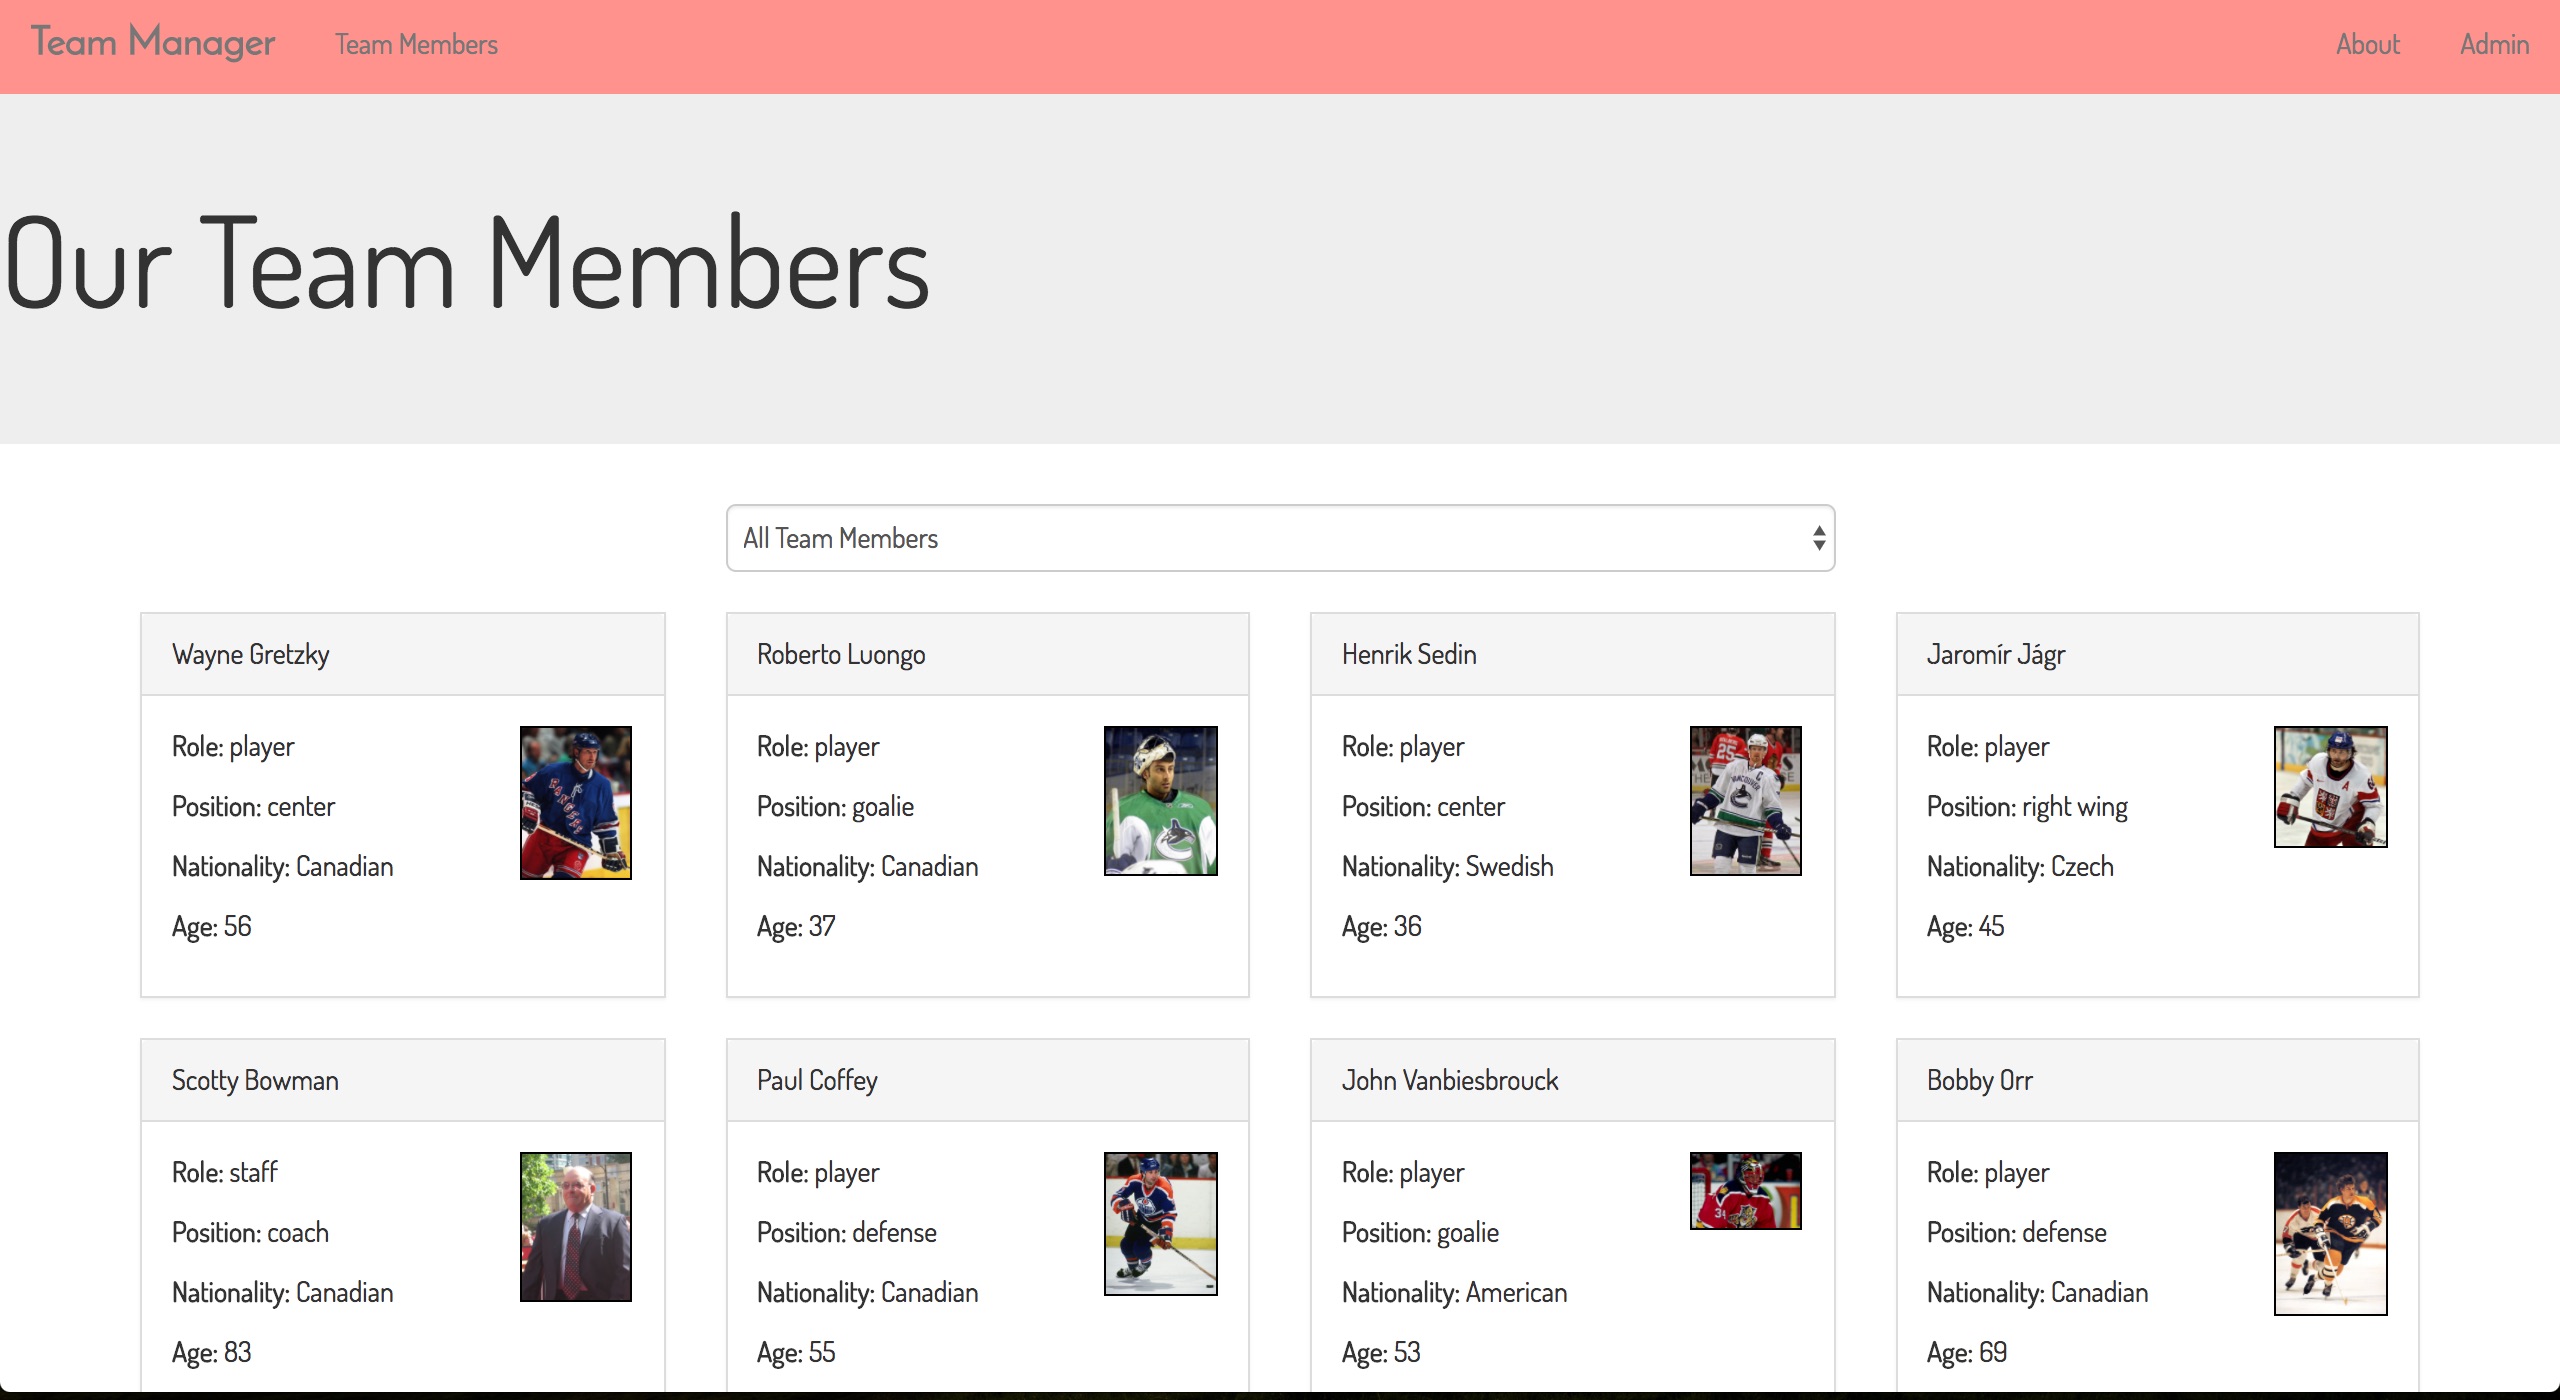 Team Manager Team Members About Admin
Our Team Members
All Team Members
Wayne Gretzky
Role: player
Position: center
Nationality: Canadian
Age: 56
Roberto Luongo
Role: player
Position: goalie
Nationality: Canadian
Age: 37
Henrik Sedin
Role: player
Position: center
Nationality: Swedish
Age: 36
Jaromír Jágr
Role: player
Position: right wing
Nationality: Czech
Age: 45
Scotty Bowman
Role: staff
Position: coach
Nationality: Canadian
Age: 83
Paul Coffey
Role: player
Position: defense
Nationality: Canadian
Age: 55
John Vanbiesbrouck
Role: player
Position: goalie
Nationality: American
Age: 53
Bobby Orr
Role: player
Position: defense
Nationality: Canadian
Age: 69